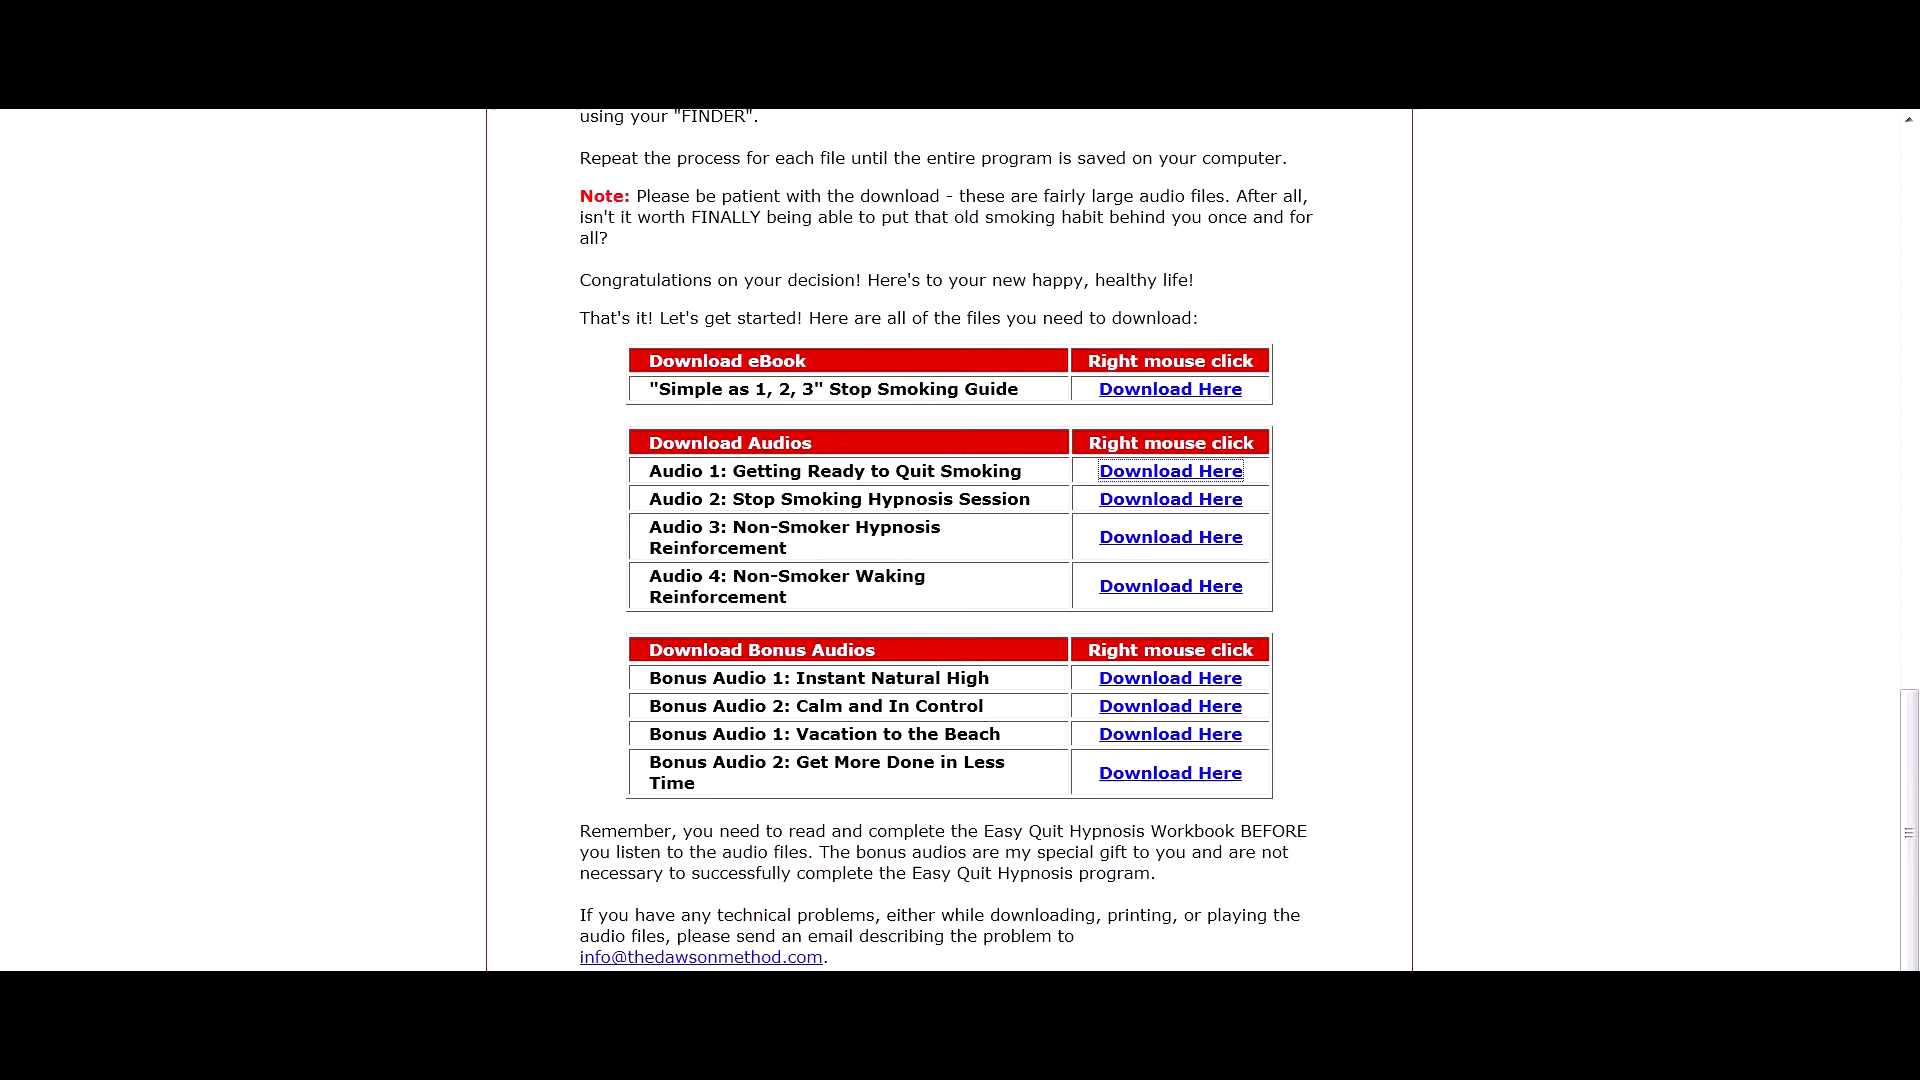 using your "FINDER".
Repeat the process for each file until the entire program is saved on your computer.
Note: Please be patient with the download - these are fairly large audio files. After all,
isn't it worth FINALLY being able to put that old smoking habit behind you once and for
all?
Congratulations on your decision! Here's to your new happy, healthy life!
That's it! Let's get started! Here are all of the files you need to download:
Download eBook Right mouse click
"Simple as 1, 2, 3" Stop Smoking Guide Download Here
Download Audios Right mouse click
Audio 1: Getting Ready to Quit Smoking Download Here
Audio 2: Stop Smoking Hypnosis Session Download Here
Audio 3: Non-Smoker Hypnosis
Reinforcement Download Here
Audio 4: Non-Smoker Waking
Reinforcement Download Here
Download Bonus Audios Right mouse click
Bonus Audio 1: Instant Natural High Download Here
Bonus Audio 2: Calm and In Control Download Here
Bonus Audio 1: Vacation to the Beach Download Here
Bonus Audio 2: Get More Done in Less
Time Download Here
Remember, you need to read and complete the Easy Quit Hypnosis Workbook BEFORE
you listen to the audio files. The bonus audios are my special gift to you and are not
necessary to successfully complete the Easy Quit Hypnosis program.
If you have any technical problems, either while downloading, printing, or playing the
audio files, please send an email describing the problem to
info@thedawsonmethod.com.